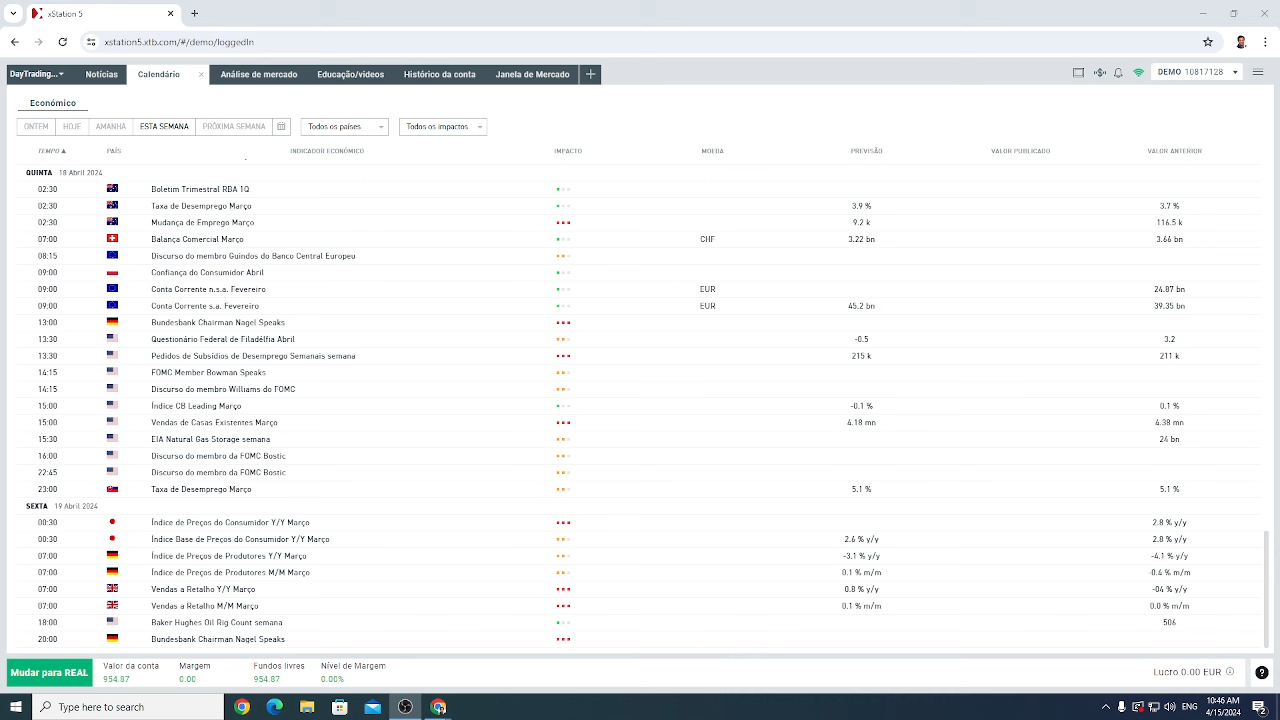 xStation 5
xstation5.xtb.com/#/demo/loggedIn
DayTrading... Notícias Calendário Análise de mercado Educação/vídeos Histórico da conta Janela de Mercado DEMO 10817128
Económico
ONTEM HOJE AMANHÃ ESTA SEMANA PRÓXIMA SEMANA Todos os países Todos os impactos
TEMPO ▲ PAÍS INDICADOR ECONÓMICO IMPACTO MOEDA PREVISÃO VALOR PUBLICADO VALOR ANTERIOR
QUINTA 18 Abril 2024
02:30 Boletim Trimestral RBA 1Q
02:30 Taxa de Desemprego Março 3.9 % 3.7 %
02:30 Mudança de Emprego Março 9.2 k 116.5 k
07:00 Balança Comercial Março CHF 3.22 bn 3.66 bn
08:15 Discurso do membro Guindos do Banco Central Europeu
09:00 Confiança do Consumidor Abril
09:00 Conta Corrente n.s.a. Fevereiro EUR 24.87 bn
09:00 Conta Corrente s.a. Fevereiro EUR 45.2 bn 39.35 bn
13:00 Bundesbank Chairman Nagel Speaks
13:30 Questionário Federal de Filadélfia Abril -0.5 3.2
13:30 Pedidos de Subsídios de Desemprego Semanais semana 215 k 211 k
14:15 FOMC Member Bowman Speaks
14:15 Discurso do membro Williams do FOMC
15:00 Índice CB Leading Março -0.1 % 0.1 %
15:00 Vendas de Casas Existentes Março 4.18 mn 4.38 mn
15:30 EIA Natural Gas Storage semana 24 bn
16:00 Discurso do membro da FOMC Bostic
22:45 Discurso do membro da FOMC Bostic
23:00 Taxa de Desemprego Março 5.1 % 5.1 %
SEXTA 19 Abril 2024
00:30 Índice de Preços do Consumidor Y/Y Março 2.8 % y/y
00:30 Índice Base de Preços do Consumidor Y/Y Março 2.6 % y/y 2.8 % y/y
07:00 Índice de Preços de Produtores Y/Y Março -3.1 % y/y -4.1 % y/y
07:00 Índice de Preços de Produtores M/M Março 0.1 % m/m -0.4 % m/m
07:00 Vendas a Retalho Y/Y Março 0.8 % y/y -04 % y/y
07:00 Vendas a Retalho M/M Março 0.1 % m/m 0.0 % m/m
18:00 Baker Hughes Oil Rig Count semana 506
20:00 Bundesbank Chairman Nagel Speaks
Mudar para REAL Valor da conta Margem Fundos livres Nível de Margem Lucro 0.00 EUR
954.87 0.00 954.87 0.00%
Type here to search
10:46 AM
4/15/2024